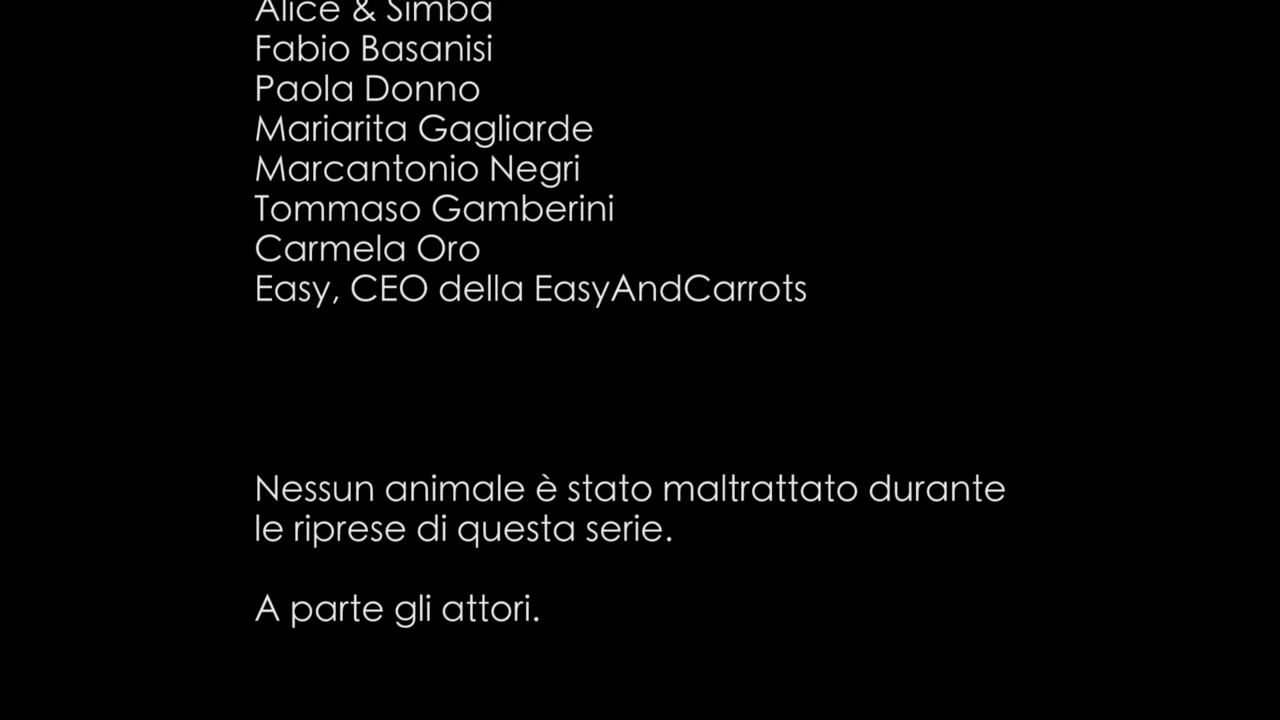 Alice & Simba
Fabio Basanisi
Paola Donno
Mariarita Gagliarde
Marcantonio Negri
Tommaso Gamberini
Carmela Oro
Easy, CEO della EasyAndCarrots
Nessun animale è stato maltrattato durante
le riprese di questa serie.
A parte gli attori.